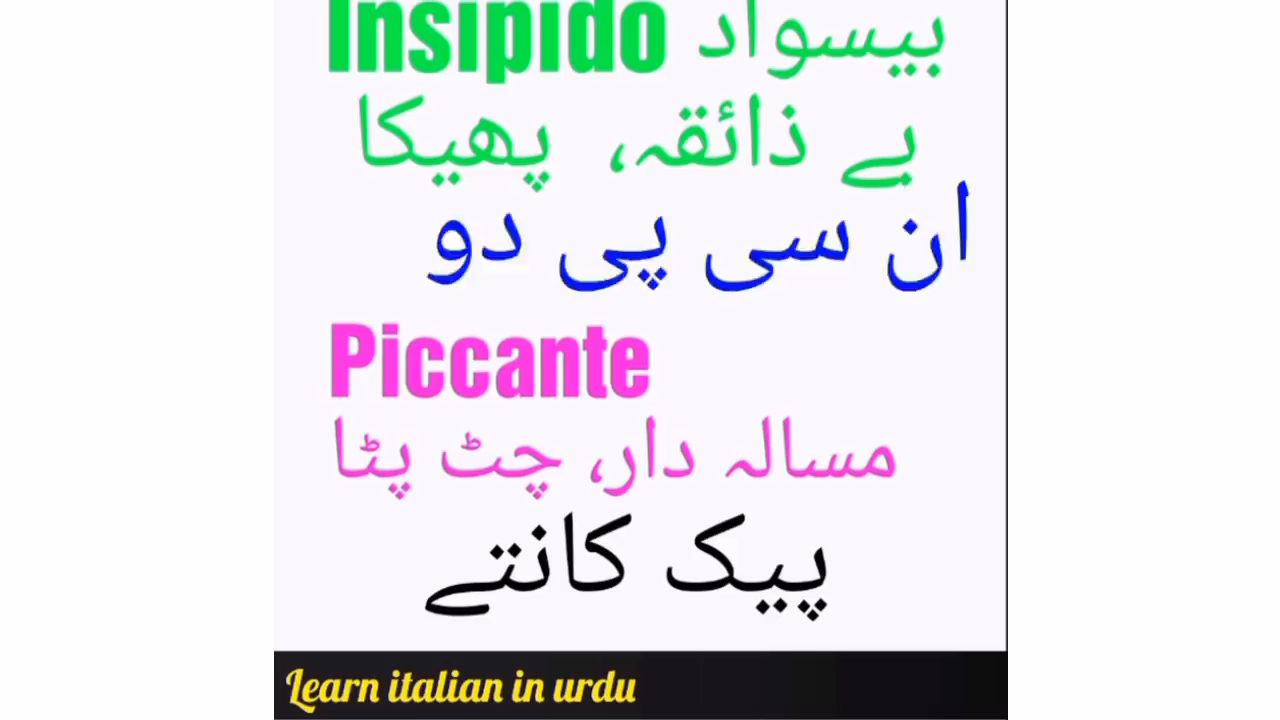 Insipido بیسواد
بے ذائقہ، پھیکا
ان سی پی دو
Piccante
مسالہ دار، چٹ پٹا
پیک کانتے
Learn italian in urdu